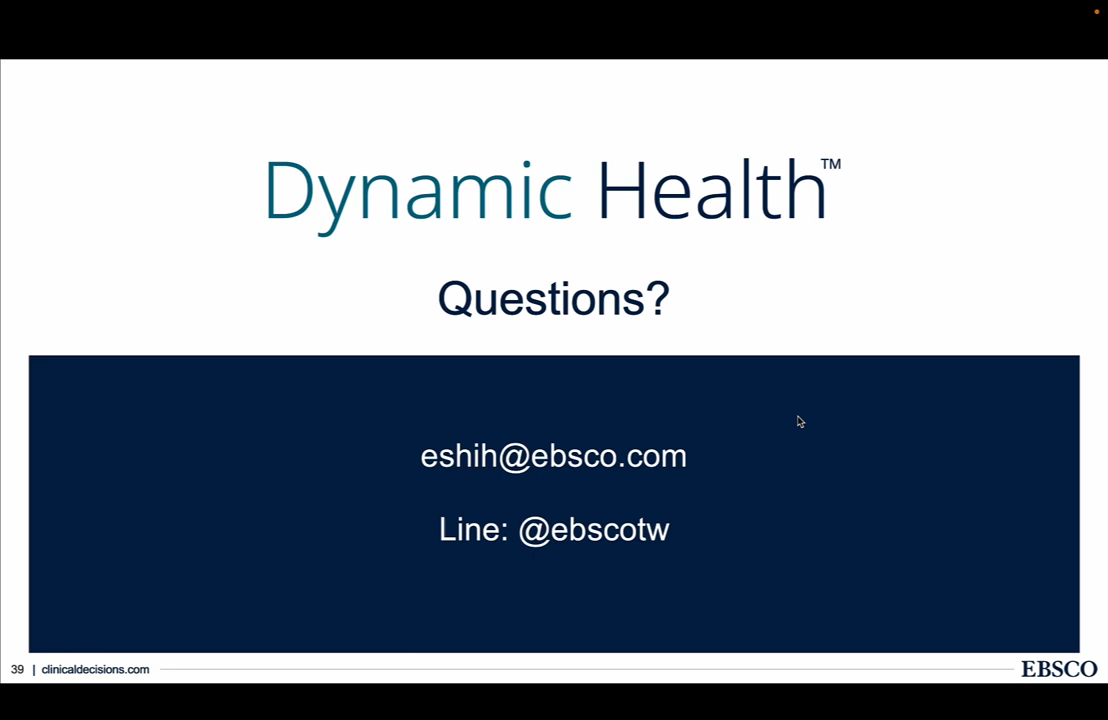 Dynamic Health™
Questions?
eshih@ebsco.com
Line: @ebscotw
39 | clinicaldecisions.com
EBSCO